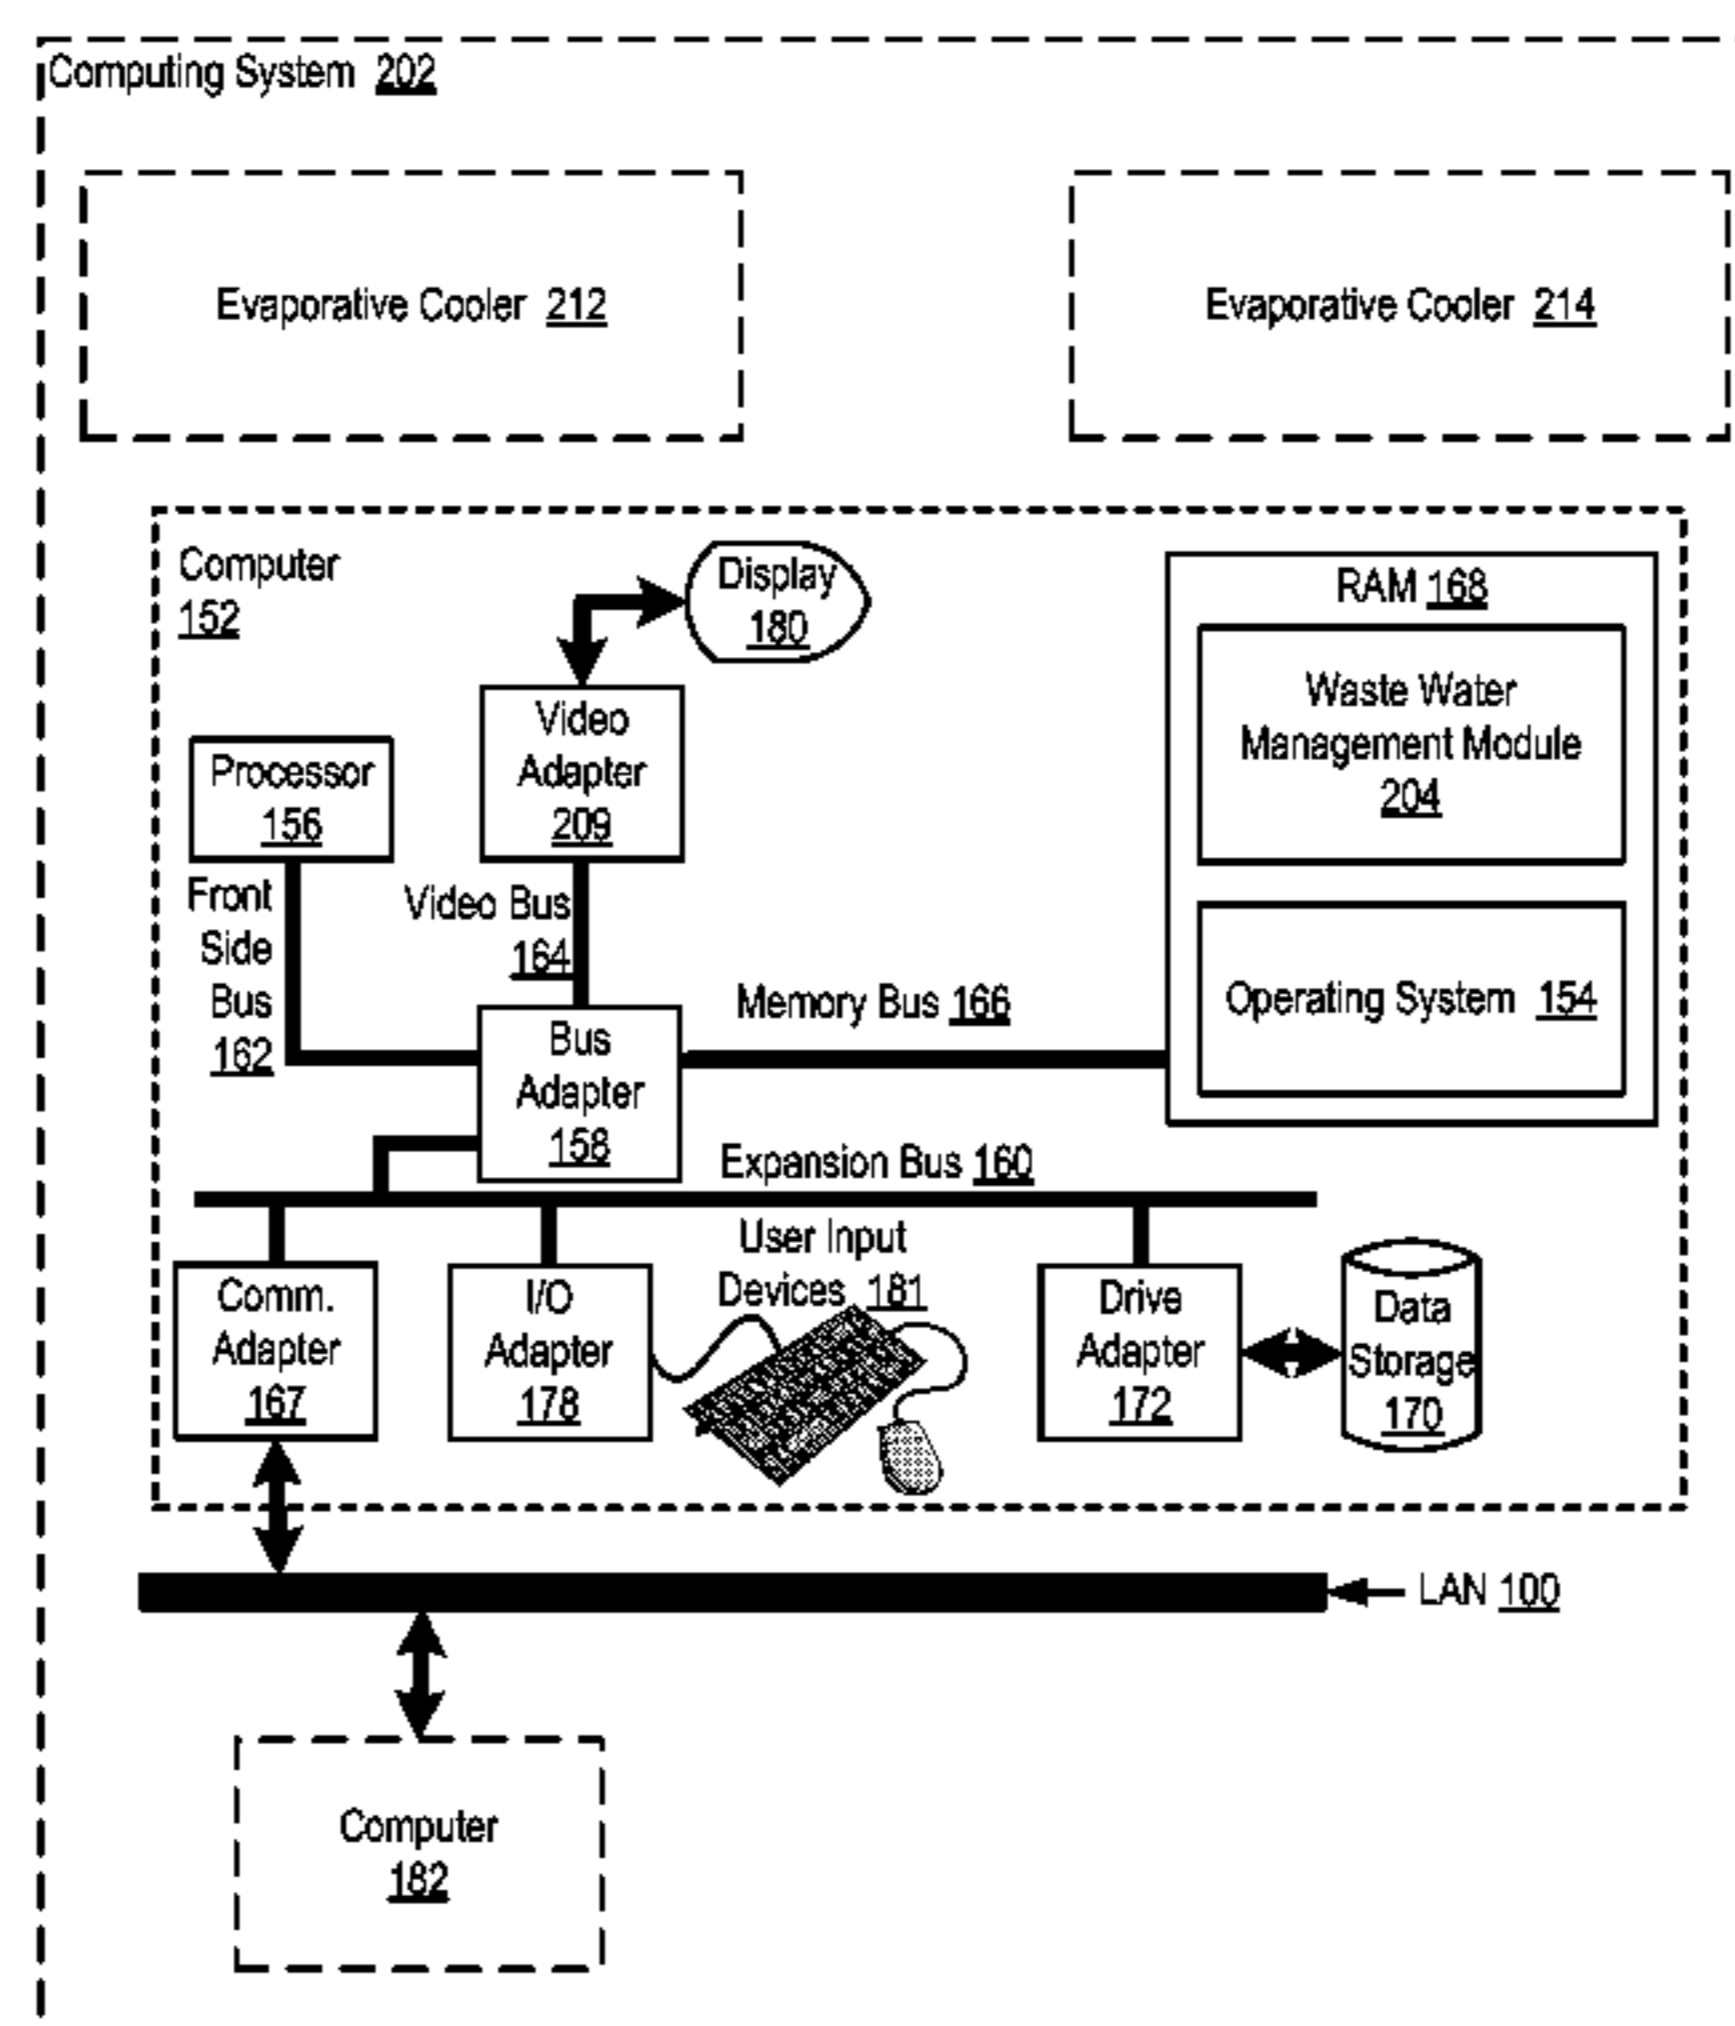 Computing System 202
Evaporative Cooler 212
Evaporative Cooler 214
Computer
152
Display
180
RAM 168
Waste Water
Management Module
204
Video
Adapter
209
Processor
156
Front
Side
Bus
162
Video Bus
164
Memory Bus 166
Operating System 154
Bus
Adapter
158
Expansion Bus 160
User Input
Devices 181
Comm.
Adapter
167
I/O
Adapter
178
Drive
Adapter
172
Data
Storage
170
LAN 100
Computer
182